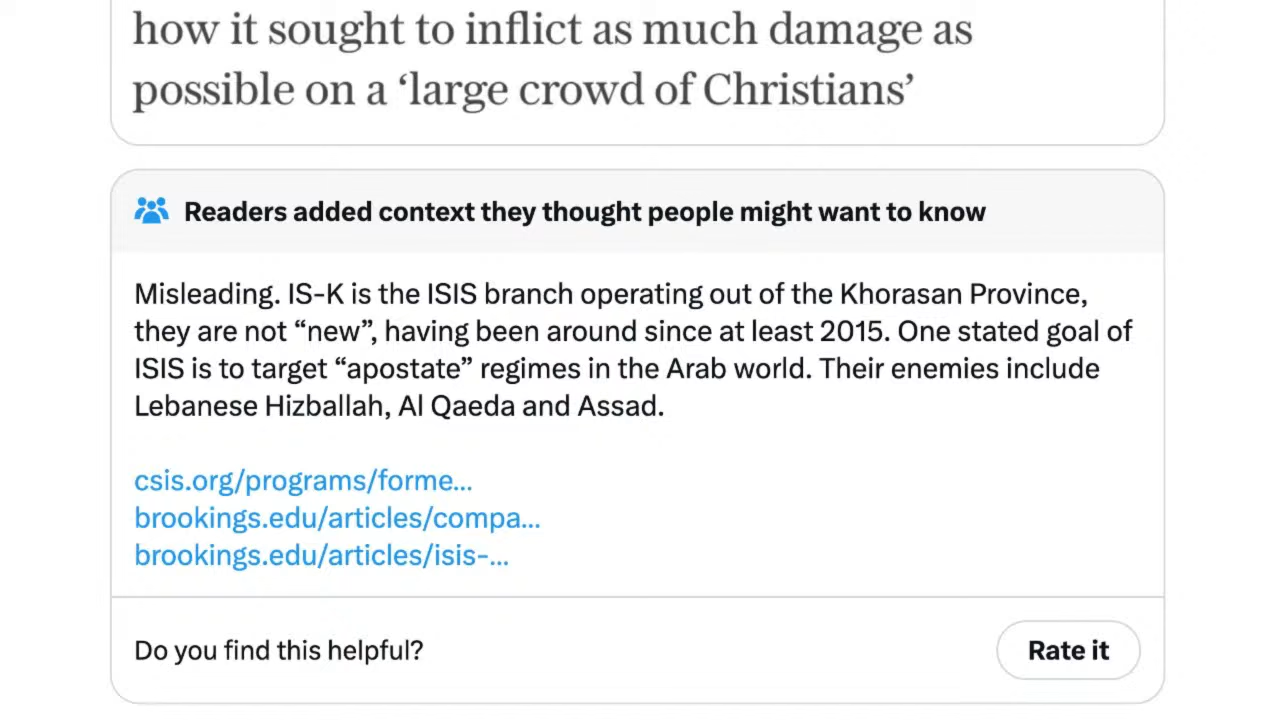 how it sought to inflict as much damage as
possible on a ‘large crowd of Christians’
Readers added context they thought people might want to know
Misleading. IS-K is the ISIS branch operating out of the Khorasan Province,
they are not “new”, having been around since at least 2015. One stated goal of
ISIS is to target “apostate” regimes in the Arab world. Their enemies include
Lebanese Hizballah, Al Qaeda and Assad.
csis.org/programs/forme...
brookings.edu/articles/compa...
brookings.edu/articles/isis-...
Do you find this helpful?
Rate it